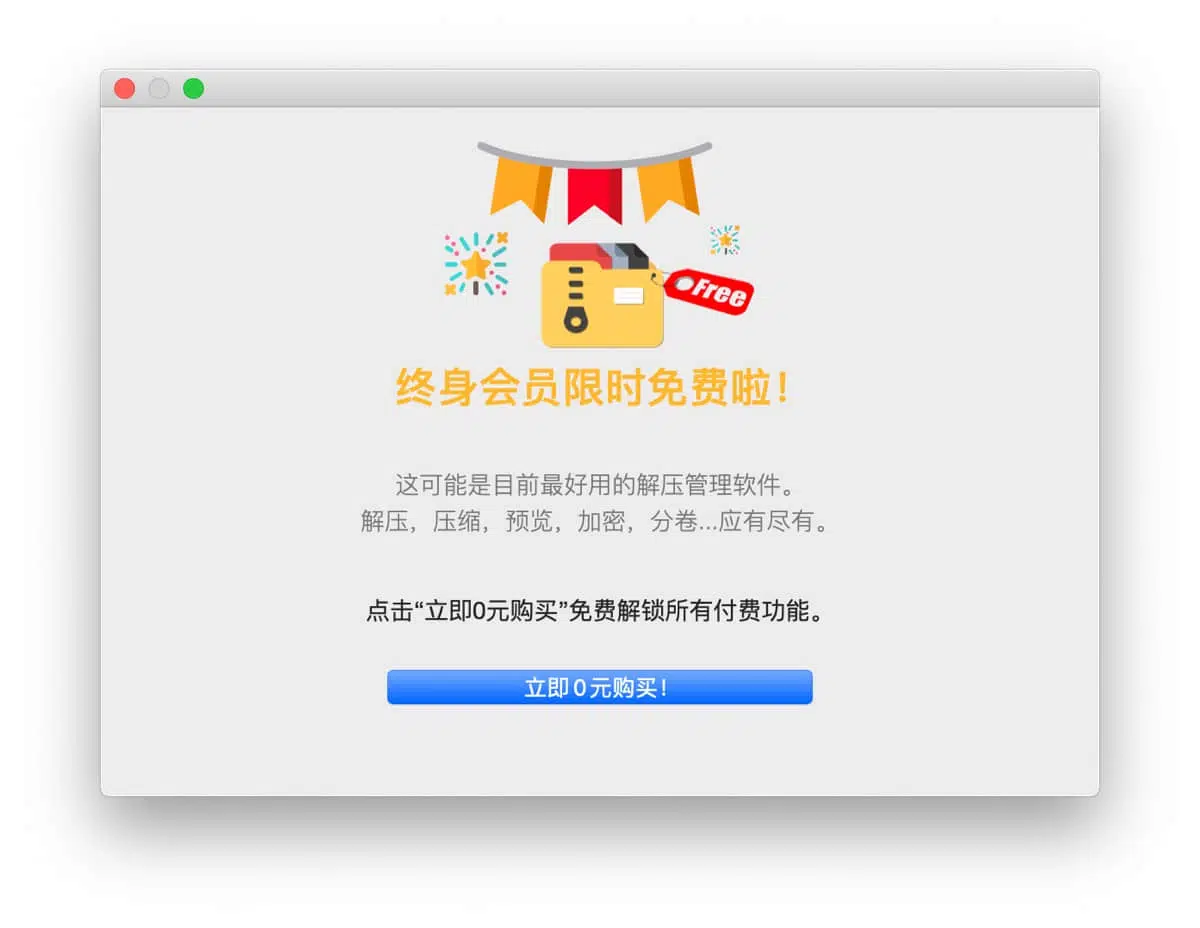 Free
终身会员限时免费啦！
这可能是目前最好用的解压管理软件。
解压，压缩，预览，加密，分卷...应有尽有。
点击“立即0元购买”免费解锁所有付费功能。
立即0元购买！